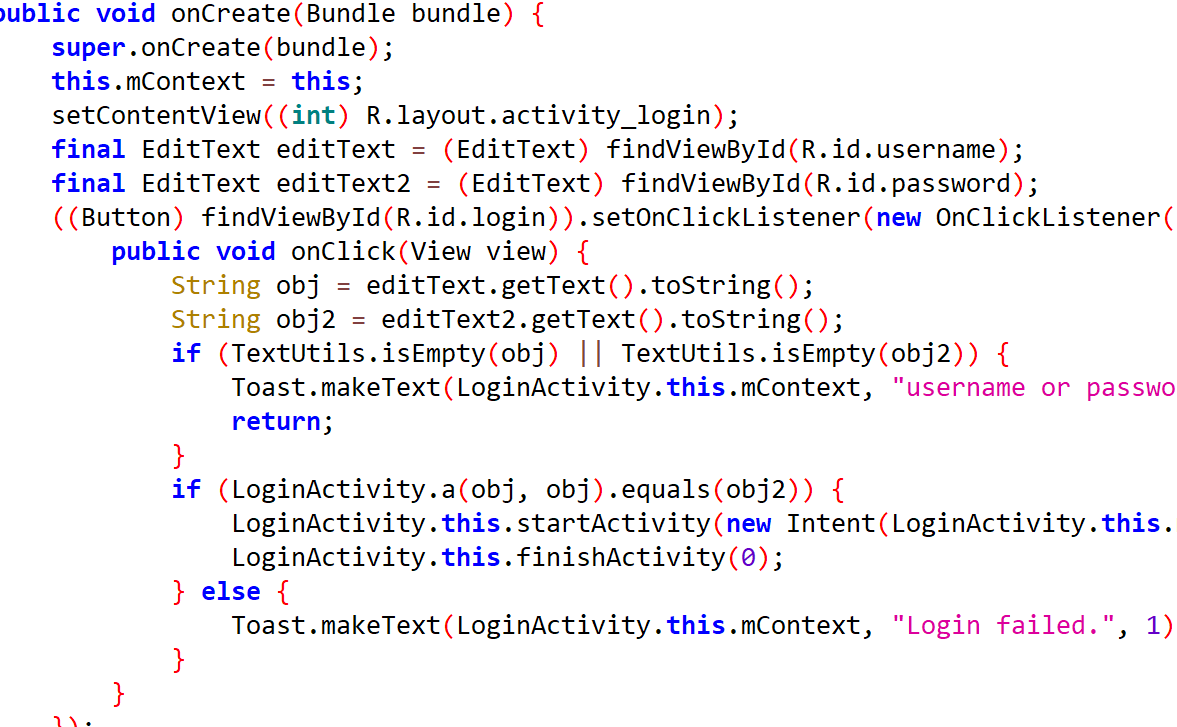 public void onCreate(Bundle bundle) {
super.onCreate(bundle);
this.mContext = this;
setContentView((int) R.layout.activity_login);
final EditText editText = (EditText) findViewById(R.id.username);
final EditText editText2 = (EditText) findViewById(R.id.password);
((Button) findViewById(R.id.login)).setOnClickListener(new OnClickListener(
public void onClick(View view) {
String obj = editText.getText().toString();
String obj2 = editText2.getText().toString();
if (TextUtils.isEmpty(obj) || TextUtils.isEmpty(obj2)) {
Toast.makeText(LoginActivity.this.mContext, "username or passwo
return;
}
if (LoginActivity.a(obj, obj).equals(obj2)) {
LoginActivity.this.startActivity(new Intent(LoginActivity.this.
LoginActivity.this.finishActivity(0);
} else {
Toast.makeText(LoginActivity.this.mContext, "Login failed.", 1)
}
}
});